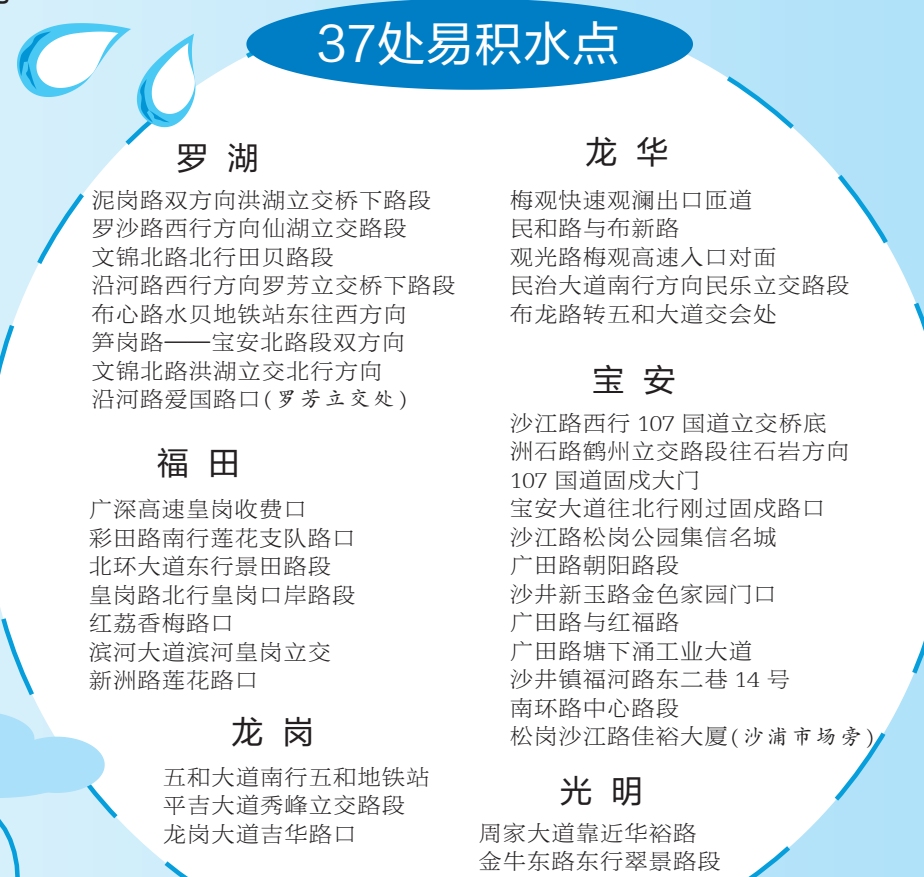 37处易积水点
罗湖
泥岗路双方向洪湖立交桥下路段
罗沙路西行方向仙湖立交路段
文锦北路北行田贝路段
沿河路西行方向罗芳立交桥下路段
布心路水贝地铁站东往西方向
笋岗路——宝安北路段双方向
文锦北路洪湖立交北行方向
沿河路爱国路口(罗芳立交处)
福田
广深高速皇岗收费口
彩田路南行莲花支队路口
北环大道东行景田路段
皇岗路北行皇岗口岸路段
红荔香梅路口
滨河大道滨河皇岗立交
新洲路莲花路口
龙岗
五和大道南行五和地铁站
平吉大道秀峰立交路段
龙岗大道吉华路口
龙华
梅观快速观澜出口匝道
民和路与布新路
观光路梅观高速入口对面
民治大道南行方向民乐立交路段
布龙路转五和大道交会处
宝安
沙江路西行 107 国道立交桥底
洲石路鹤州立交路段往石岩方向
107 国道固戍大门
宝安大道往北行刚过固戍路口
沙江路松岗公园集信名城
广田路朝阳路段
沙井新玉路金色家园门口
广田路与红福路
广田路塘下涌工业大道
沙井镇福河路东二巷 14 号
南环路中心路段
松岗沙江路佳裕大厦(沙浦市场旁)
光明
周家大道靠近华裕路
金牛东路东行翠景路段